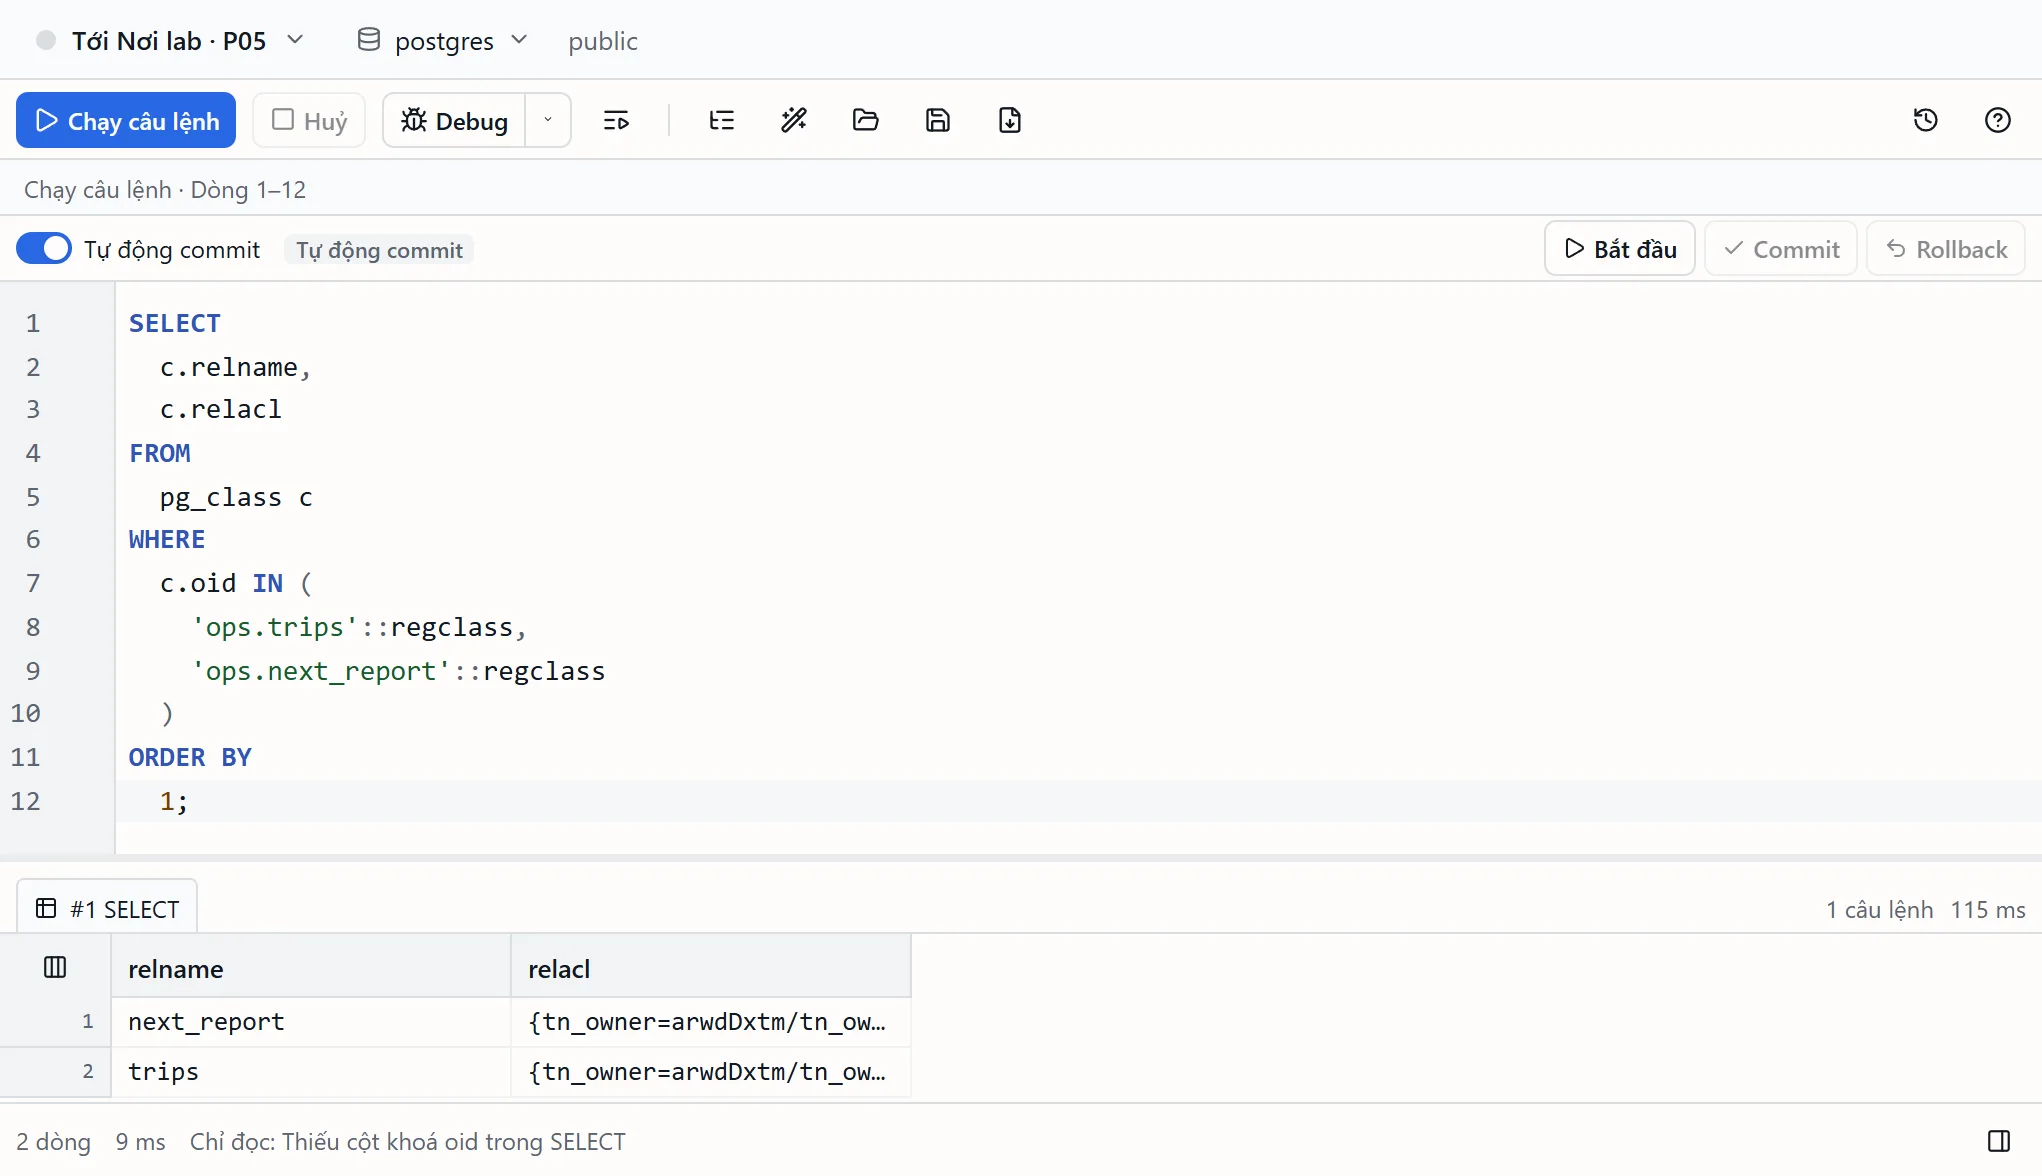 Tới Nơi lab · P05 postgres public
Chạy câu lệnh Huỷ Debug
Chạy câu lệnh · Dòng 1–12
Tự động commit Tự động commit Bắt đầu Commit Rollback
1 SELECT
2 c.relname,
3 c.relacl
4 FROM
5 pg_class c
6 WHERE
7 c.oid IN (
8 'ops.trips'::regclass,
9 'ops.next_report'::regclass
10 )
11 ORDER BY
12 1;
#1 SELECT 1 câu lệnh 115 ms
relname relacl
1 next_report {tn_owner=arwdDxtm/tn_ow…
2 trips {tn_owner=arwdDxtm/tn_ow…
2 dòng 9 ms Chỉ đọc: Thiếu cột khoá oid trong SELECT